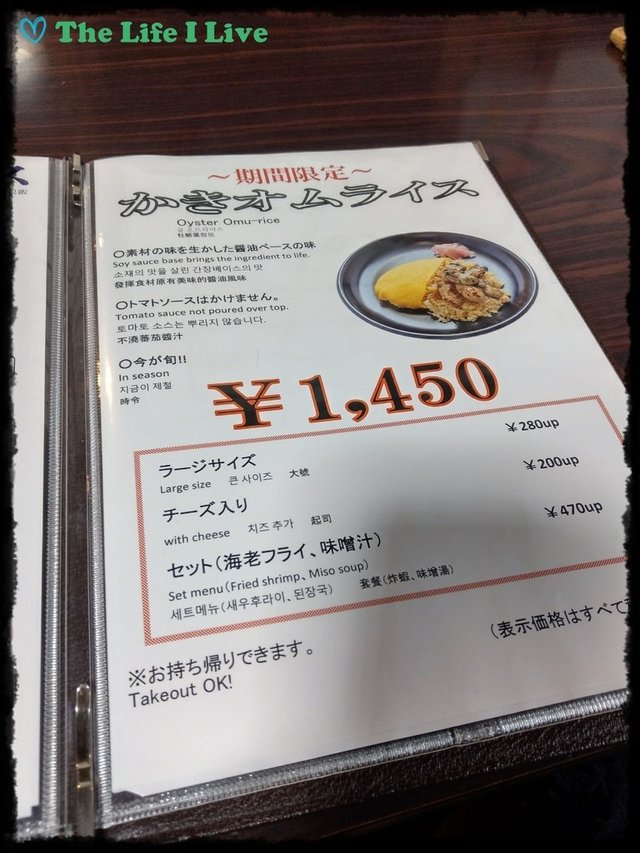 The Life I Live
～期間限定～
かきオムライス
Oyster Omu-rice
굴 오므라이스
牡蠣蛋包飯
○素材の味を生かした醤油ベースの味
Soy sauce base brings the ingredient to life.
소재의 맛을 살린 간장베이스의 맛
發揮食材原有美味的醬油風味
○トマトソースはかけません。
Tomato sauce not poured over top.
토마토 소스는 뿌리지 않습니다.
不澆蕃茄醬汁
○今が旬!!
In season
지금이 제철
時令
￥1,450
ラージサイズ ￥280up
Large size 큰 사이즈 大號
チーズ入り ￥200up
with cheese 치즈 추가 起司
セット(海老フライ、味噌汁) ￥470up
Set menu(Fried shrimp、Miso soup)
세트메뉴(새우후라이、된장국) 套餐(炸蝦、味增湯)
(表示価格はすべて
※お持ち帰りできます。
Takeout OK!